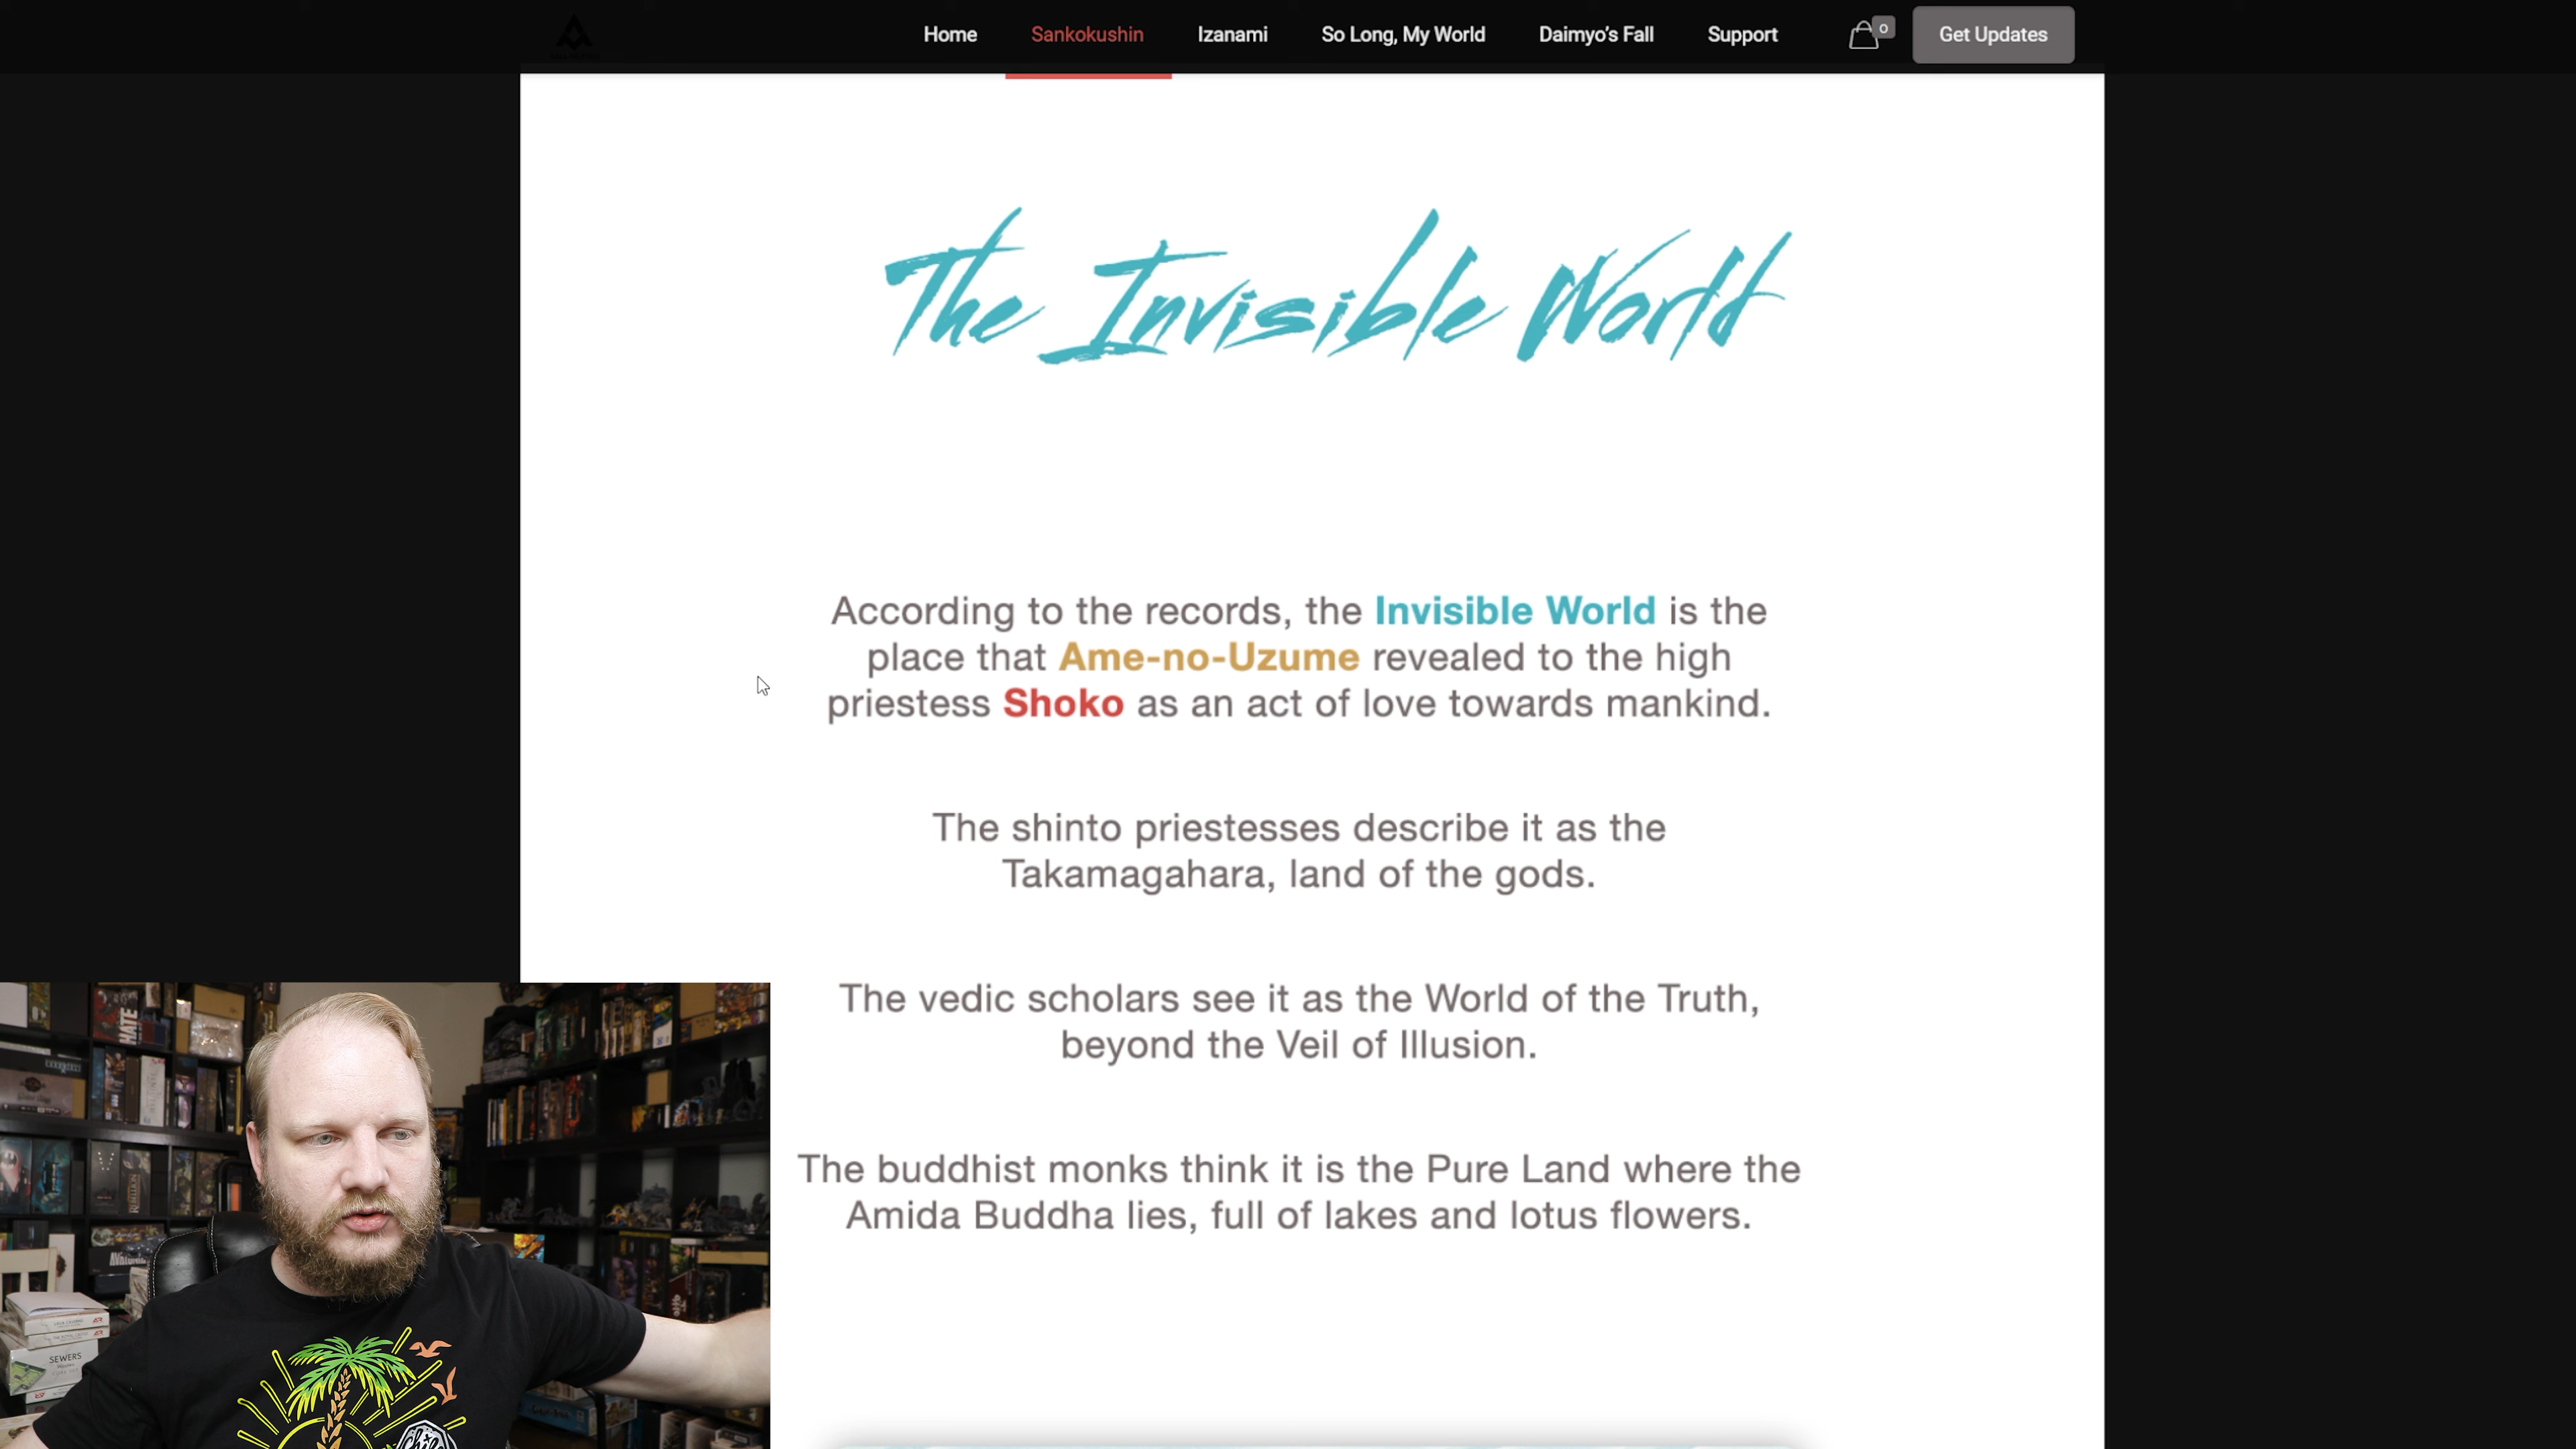 Home Sankokushin Izanami So Long, My World Daimyo's Fall Support 0 Get Updates
The Invisible World
According to the records, the Invisible World is the
place that Ame-no-Uzume revealed to the high
priestess Shoko as an act of love towards mankind.
The shinto priestesses describe it as the
Takamagahara, land of the gods.
The vedic scholars see it as the World of the Truth,
beyond the Veil of Illusion.
The buddhist monks think it is the Pure Land where the
Amida Buddha lies, full of lakes and lotus flowers.
HATE
SEWERS